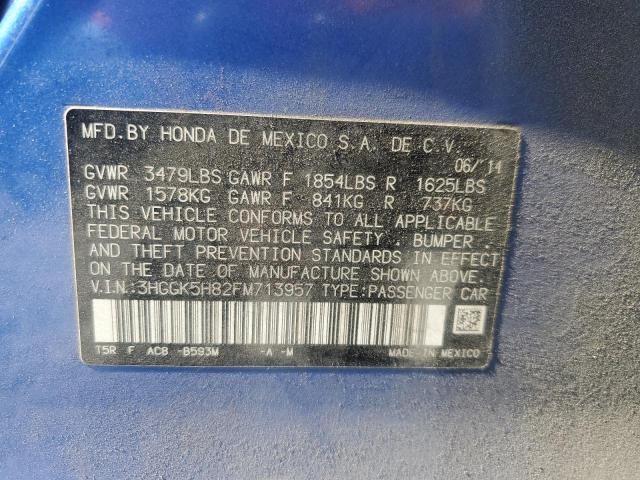 MFD.BY HONDA DE MEXICO S.A. DE C.V.
06/'14
GVWR 3479LBS GAWR F 1854LBS R 1625LBS
GVWR 1578KG GAWR F 841KG R 737KG
THIS VEHICLE CONFORMS TO ALL APPLICABLE
FEDERAL MOTOR VEHICLE SAFETY . BUMPER .
AND THEFT PREVENTION STANDARDS IN EFFECT
ON THE DATE OF MANUFACTURE SHOWN ABOVE.
V.I.N.:3HGGK5H82FM713957 TYPE:PASSENGER CAR
T5R F ACB -B593M -A -M MADE IN MEXICO